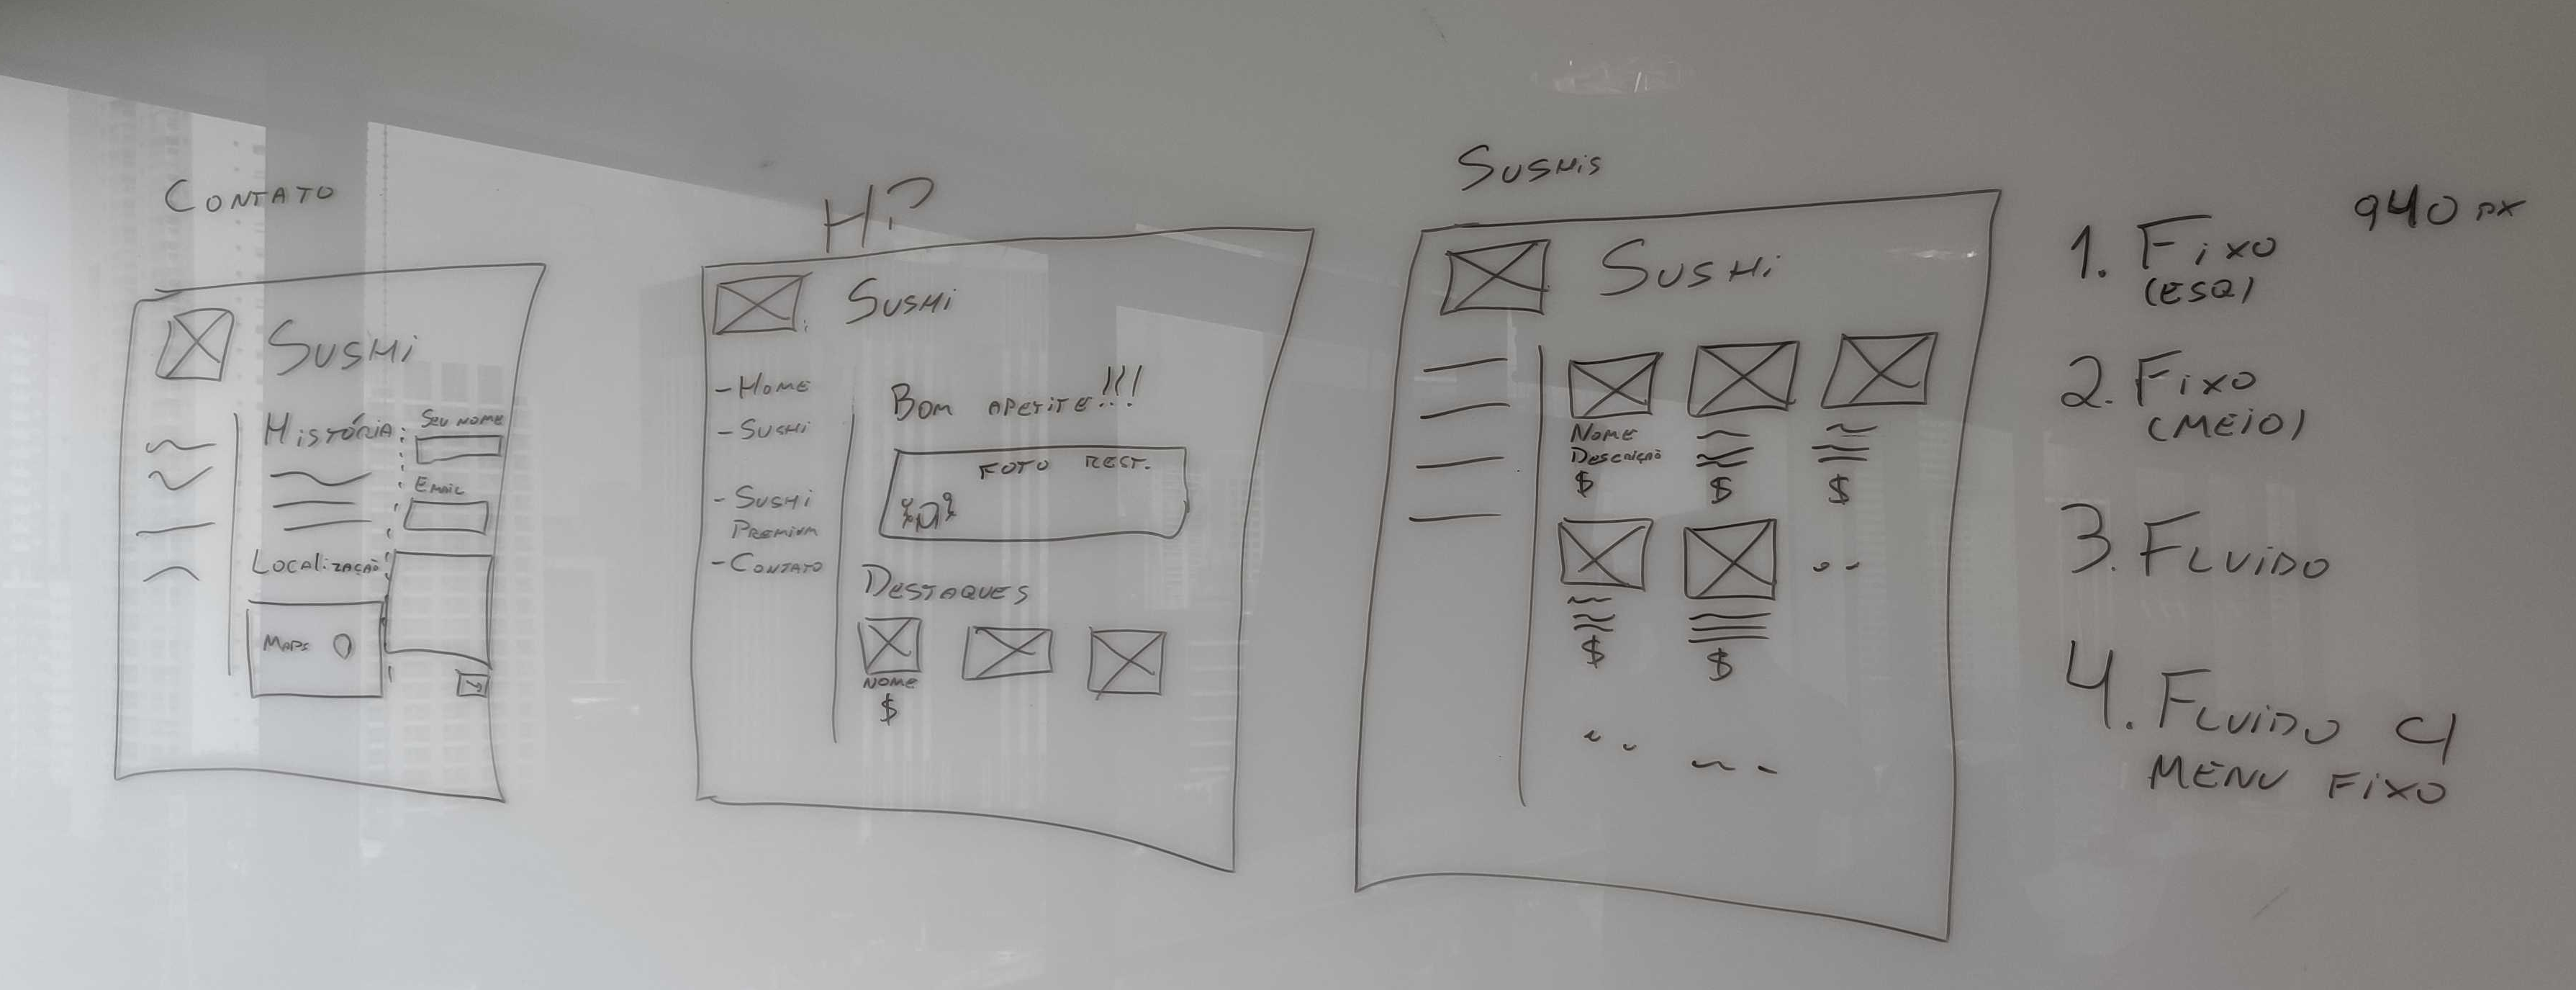 CONTATO
SUSHi
HiSTÓRiA
SEU NOME
EMAIL
LOCALIZAÇÃO
MAPS
HP
SUSHi
- HOME
- SUSHi
- SUSHi
PREMIUM
- CONTATO
BOM APETITE!!!
FOTO REST.
DESTAQUES
NOME
$
SUSHiS
SUSHi
NOME
DESCRIÇÃO
$
$
$
$
$
940 PX
1. FiXO
(ESQ)
2. FiXO
(MEiO)
3. FLUiDO
4. FLUiDO C/
MENU FiXO